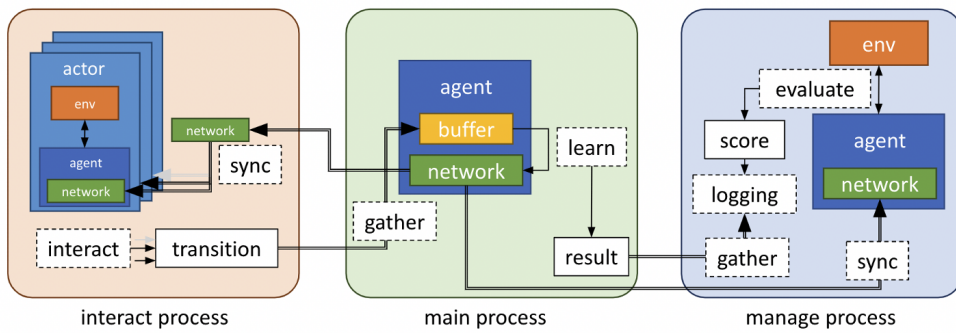 actor
env
agent
network
network
sync
interact
transition
interact process
agent
buffer
network
learn
gather
result
main process
env
evaluate
score
agent
network
logging
gather
sync
manage process